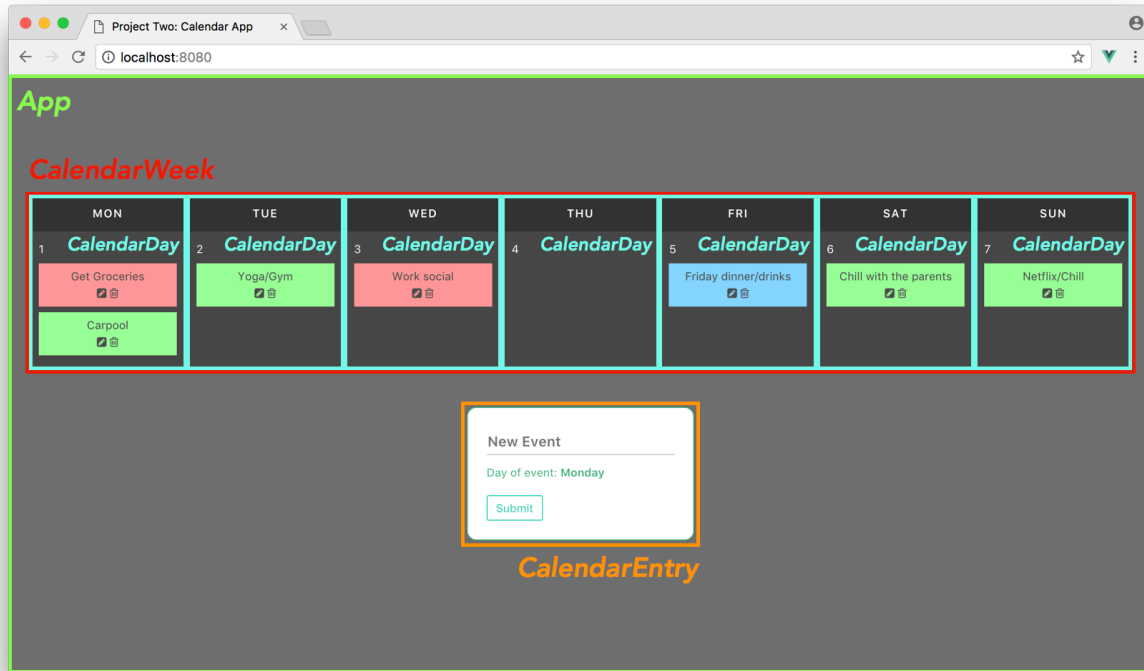 Project Two: Calendar App
localhost:8080
App
CalendarWeek
MON TUE WED THU FRI SAT SUN
1 CalendarDay 2 CalendarDay 3 CalendarDay 4 CalendarDay 5 CalendarDay 6 CalendarDay 7 CalendarDay
Get Groceries Yoga/Gym Work social Friday dinner/drinks Chill with the parents Netflix/Chill
Carpool
New Event
Day of event: Monday
Submit
CalendarEntry